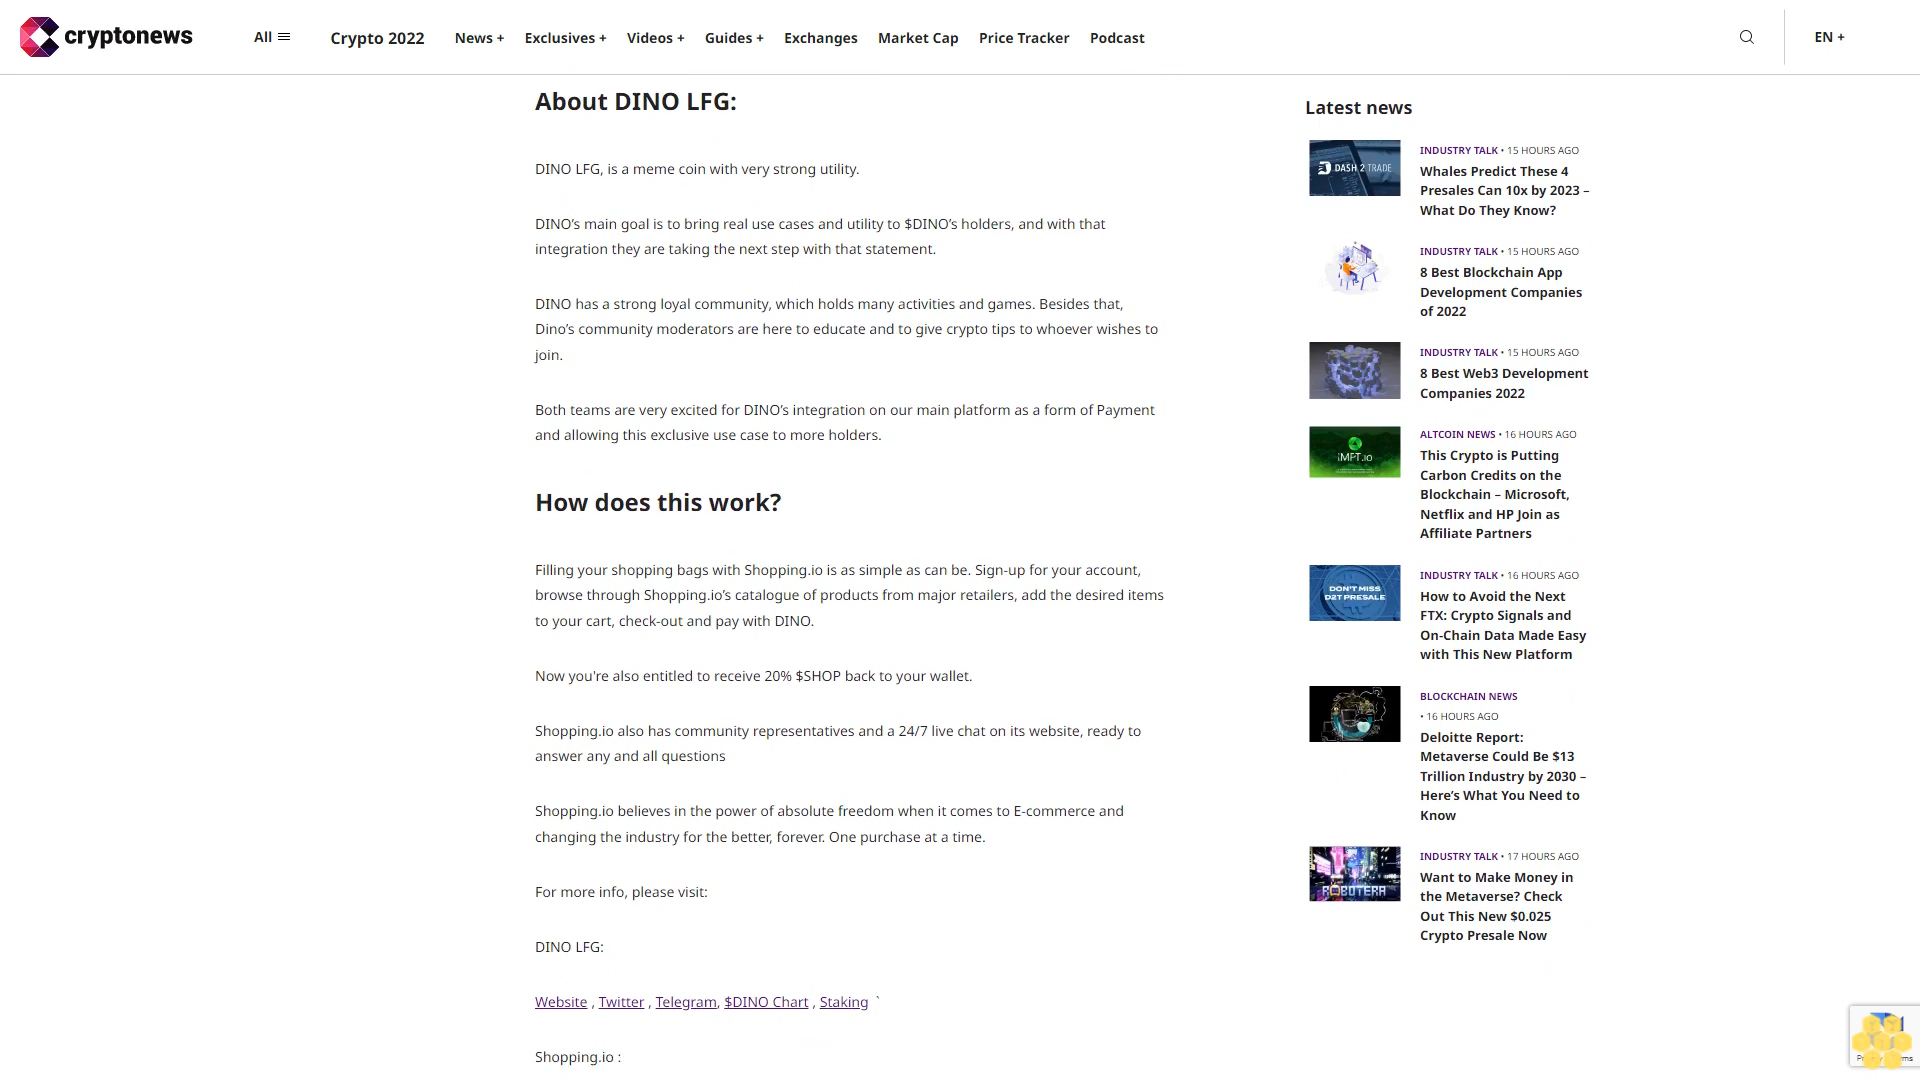 cryptonews
All
Crypto 2022
News +
Exclusives +
Videos +
Guides +
Exchanges
Market Cap
Price Tracker
Podcast
EN +
About DINO LFG:
DINO LFG, is a meme coin with very strong utility.
DINO’s main goal is to bring real use cases and utility to $DINO’s holders, and with that
integration they are taking the next step with that statement.
DINO has a strong loyal community, which holds many activities and games. Besides that,
Dino’s community moderators are here to educate and to give crypto tips to whoever wishes to
join.
Both teams are very excited for DINO’s integration on our main platform as a form of Payment
and allowing this exclusive use case to more holders.
How does this work?
Filling your shopping bags with Shopping.io is as simple as can be. Sign-up for your account,
browse through Shopping.io’s catalogue of products from major retailers, add the desired items
to your cart, check-out and pay with DINO.
Now you're also entitled to receive 20% $SHOP back to your wallet.
Shopping.io also has community representatives and a 24/7 live chat on its website, ready to
answer any and all questions
Shopping.io believes in the power of absolute freedom when it comes to E-commerce and
changing the industry for the better, forever. One purchase at a time.
For more info, please visit:
DINO LFG:
Website , Twitter , Telegram, $DINO Chart , Staking `
Shopping.io :
Latest news
DASH 2 TRADE
INDUSTRY TALK • 15 HOURS AGO
Whales Predict These 4
Presales Can 10x by 2023 –
What Do They Know?
INDUSTRY TALK • 15 HOURS AGO
8 Best Blockchain App
Development Companies
of 2022
INDUSTRY TALK • 15 HOURS AGO
8 Best Web3 Development
Companies 2022
iMPT.io
ALTCOIN NEWS • 16 HOURS AGO
This Crypto is Putting
Carbon Credits on the
Blockchain – Microsoft,
Netflix and HP Join as
Affiliate Partners
DON'T MISS
D2T PRESALE
INDUSTRY TALK • 16 HOURS AGO
How to Avoid the Next
FTX: Crypto Signals and
On-Chain Data Made Easy
with This New Platform
BLOCKCHAIN NEWS
• 16 HOURS AGO
Deloitte Report:
Metaverse Could Be $13
Trillion Industry by 2030 –
Here’s What You Need to
Know
ROBOTERA
INDUSTRY TALK • 17 HOURS AGO
Want to Make Money in
the Metaverse? Check
Out This New $0.025
Crypto Presale Now